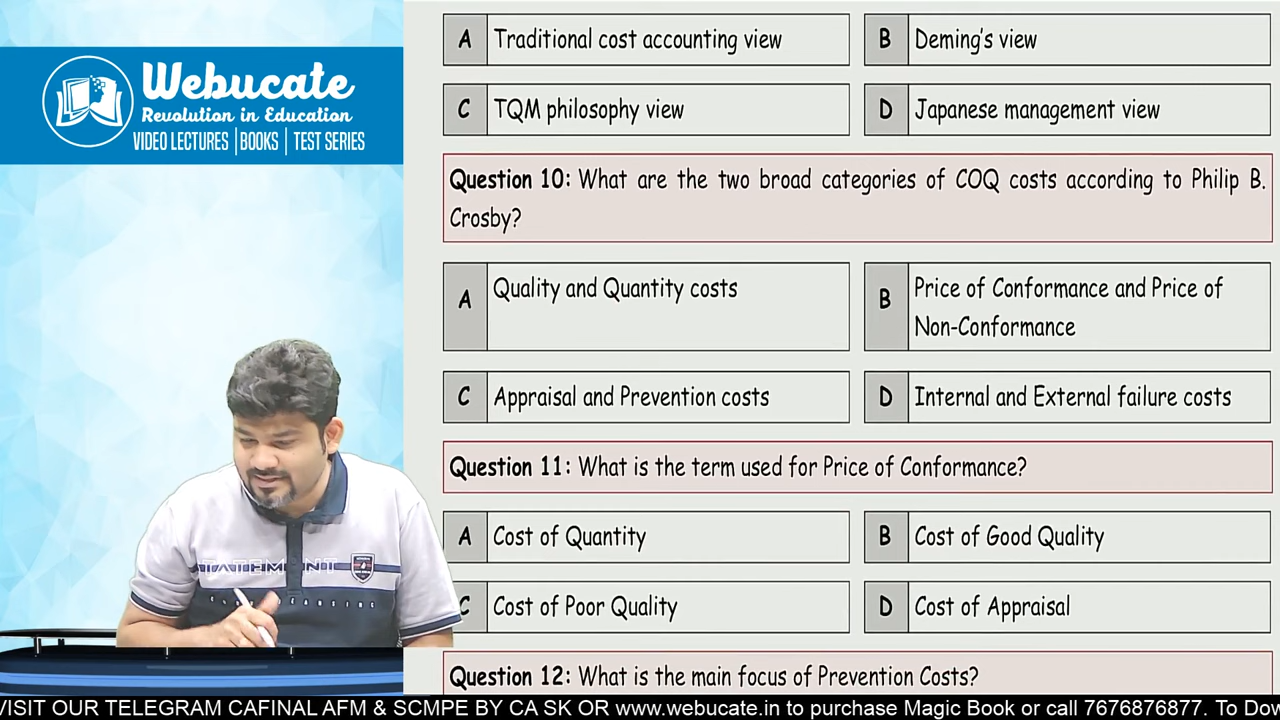 Webucate
Revolution in Education
VIDEO LECTURES | BOOKS | TEST SERIES
A Traditional cost accounting view
B Deming's view
C TQM philosophy view
D Japanese management view
Question 10: What are the two broad categories of COQ costs according to Philip B.
Crosby?
A Quality and Quantity costs
B Price of Conformance and Price of
Non-Conformance
C Appraisal and Prevention costs
D Internal and External failure costs
Question 11: What is the term used for Price of Conformance?
A Cost of Quantity
B Cost of Good Quality
C Cost of Poor Quality
D Cost of Appraisal
Question 12: What is the main focus of Prevention Costs?
TATEMENT
VISIT OUR TELEGRAM CAFINAL AFM & SCMPE BY CA SK OR www.webucate.in to purchase Magic Book or call 7676876877. To Dow